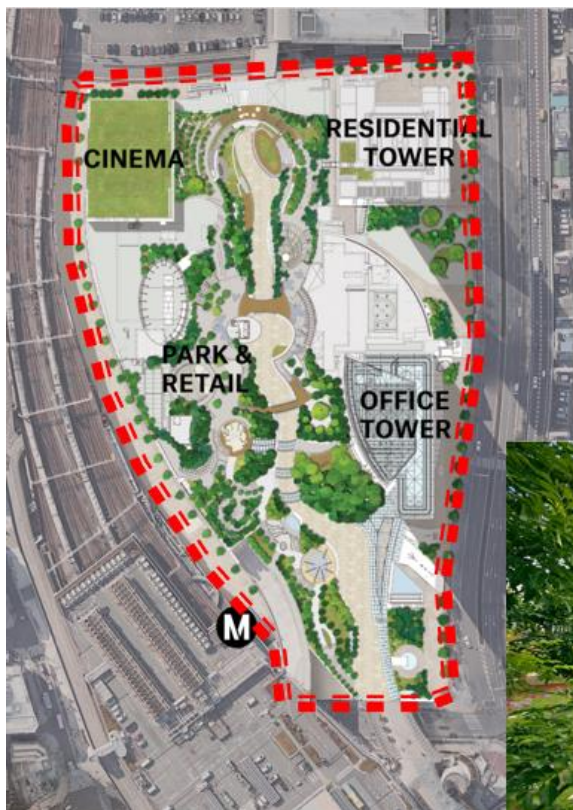 CINEMA
RESIDENTIAL
TOWER
PARK &
RETAIL
OFFICE
TOWER
M